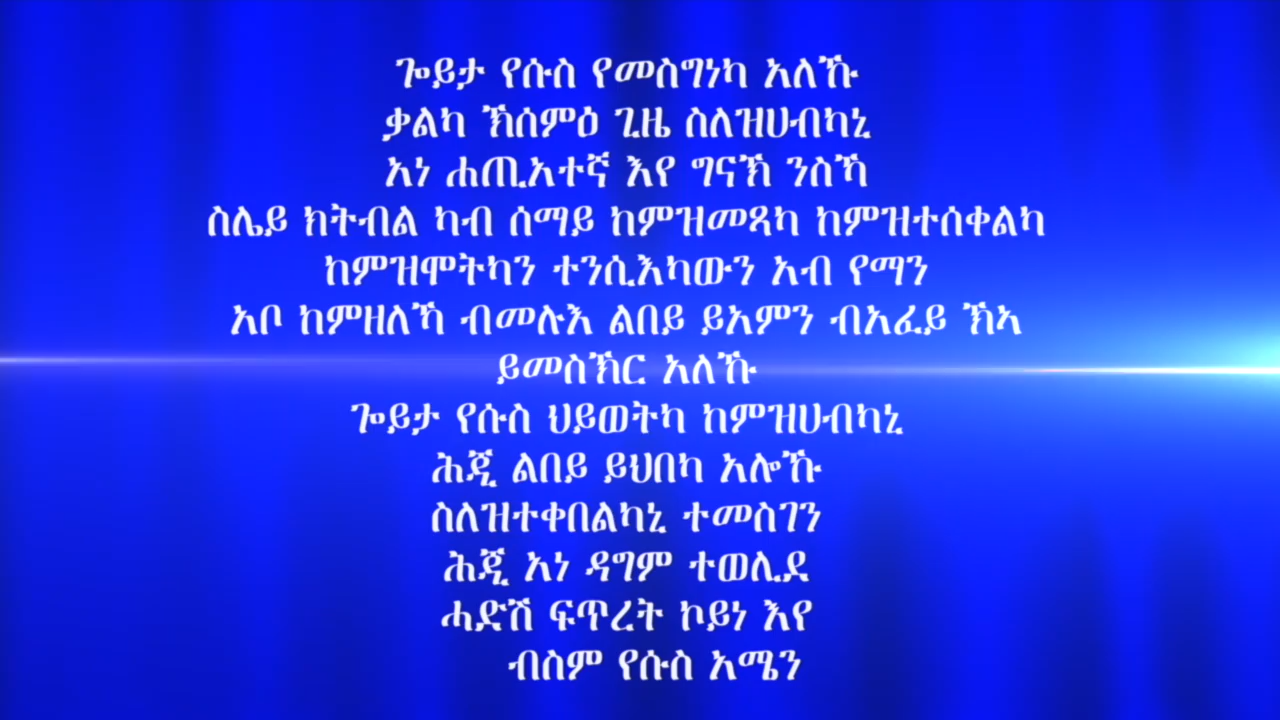 ጐይታ የሱስ የመስግነካ አለኹ
ቃልካ ኽሰምዕ ጊዜ ስለዝሀብካኒ
አነ ሐጢአተኛ እየ ግናኽ ንስኻ
ስሌይ ክትብል ካብ ሰማይ ከምዝመጻካ ከምዝተሰቀልካ
ከምዝሞትካን ተንሲእካውን አብ የማን
አቦ ከምዘለኻ ብመሉእ ልበይ ይአምን ብአፈይ ኽኣ
ይመስኽር አለኹ
ጐይታ የሱስ ህይወትካ ከምዝሀብካኒ
ሕጂ ልበይ ይህበካ አሎኹ
ስለዝተቀበልካኒ ተመስገን
ሕጂ አነ ዳግም ተወሊደ
ሓድሽ ፍጥረት ኮይነ እየ
ብስም የሱስ አሜን